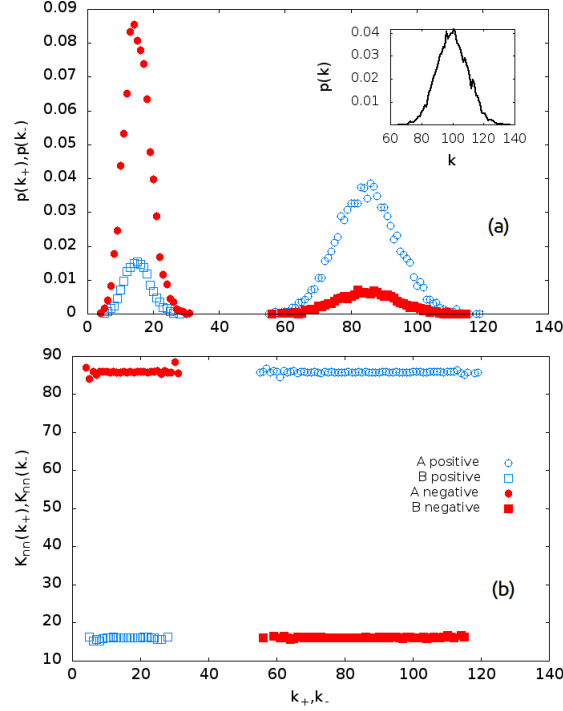 0.09
0.08
0.07
0.06
0.05
0.04
0.03
0.02
0.01
0
p(k₊),p(k₋)
0 20 40 60 80 100 120 140
(a)
0.04
0.03
0.02
0.01
p(k)
60 80 100 120 140
k
90
80
70
60
50
40
30
20
10
Kₙₙ(k₊),Kₙₙ(k₋)
A positive
B positive
A negative
B negative
(b)
0 20 40 60 80 100 120 140
k₊,k₋